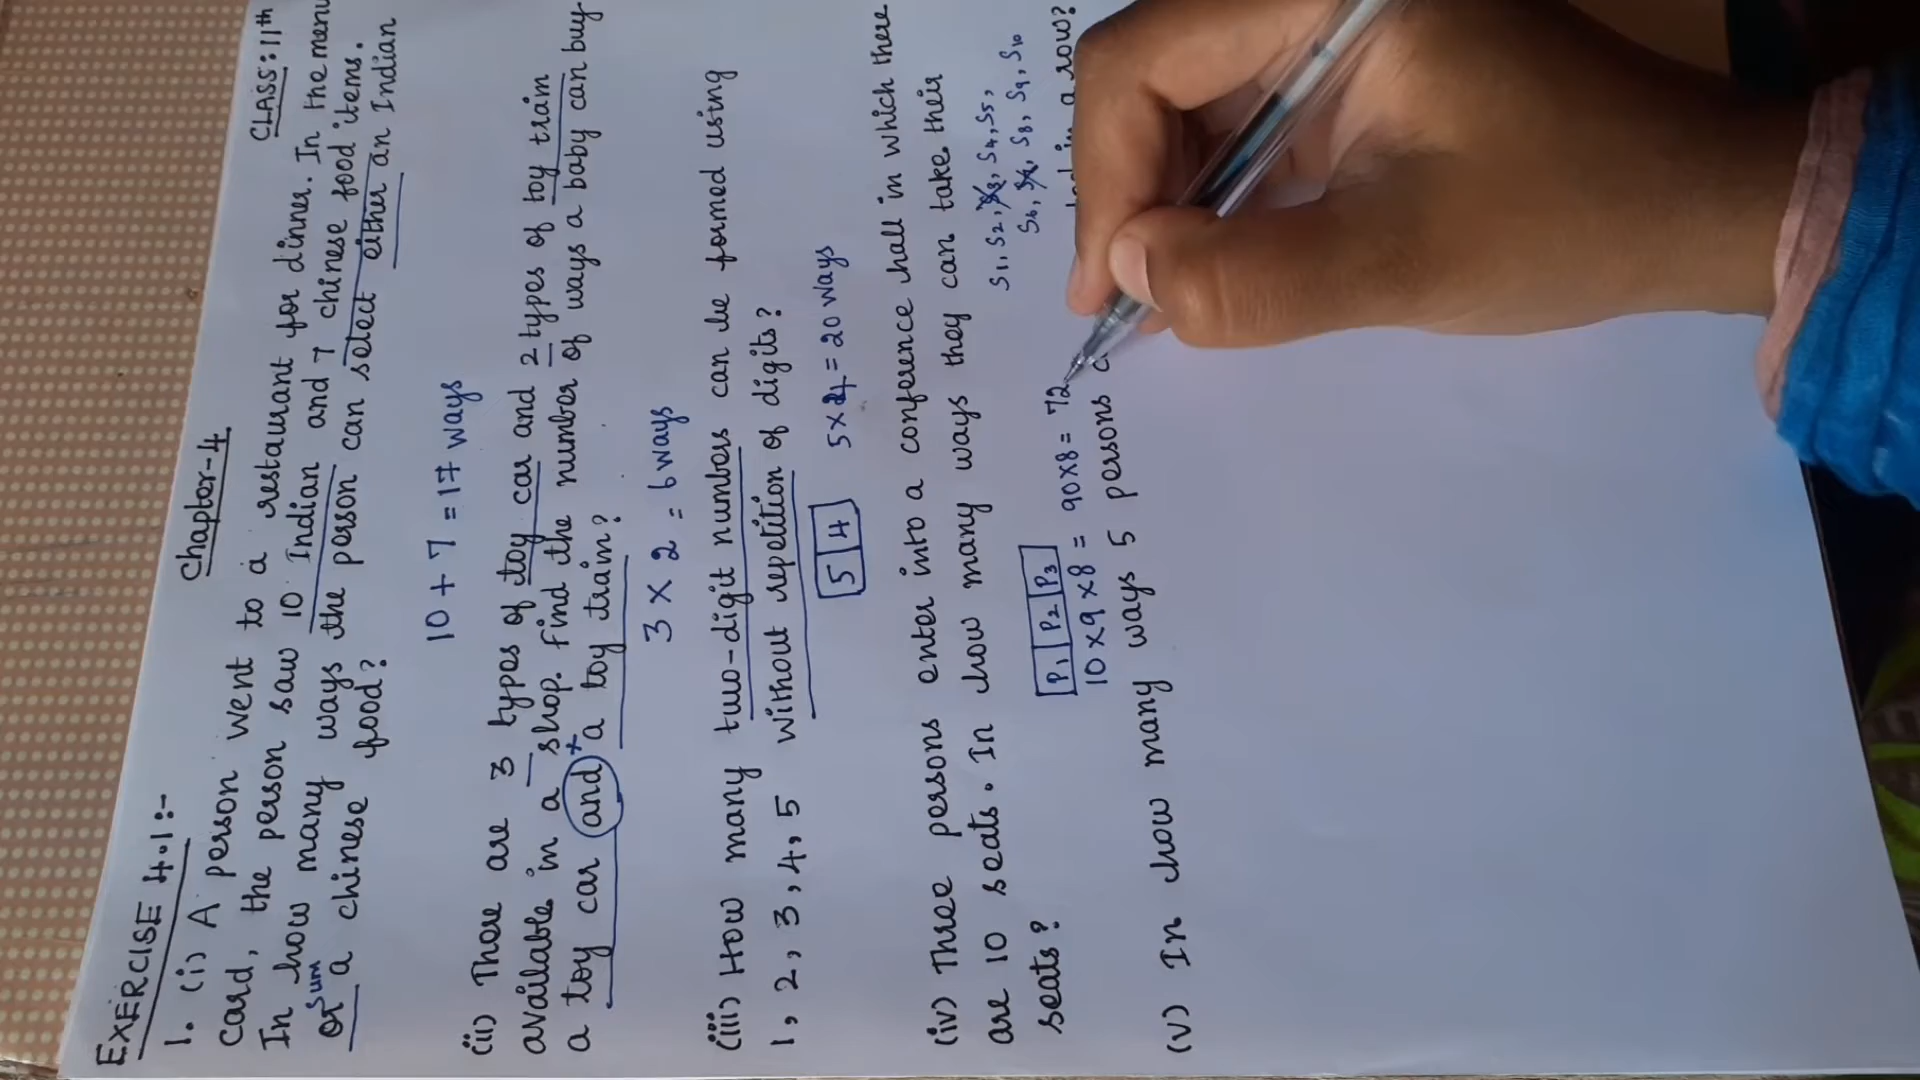 Chapter-4
CLASS: 11th
EXERCISE 4.1:-
1. (i) A person went to a restaurant for dinner. In the menu
card, the person saw 10 Indian and 7 chinese food items.
In how many ways the person can select either an Indian
or a chinese food?
sum
10 + 7 = 17 ways
(ii) There are 3 types of toy car and 2 types of toy train
available in a shop. Find the number of ways a baby can buy
a toy car and a toy train?
×
3 × 2 = 6 ways
(iii) How many two-digit numbers can be formed using
1, 2, 3, 4, 5 without repetition of digits?
5 4 5 × 4 = 20 ways
(iv) Three persons enter into a conference hall in which there
are 10 seats. In how many ways they can take their
seats?
S1, S2, S3, S4, S5,
S6, S7, S8, S9, S10
P1 P2 P3
10 × 9 × 8 = 90 × 8 = 72
(v) In how many ways 5 persons in a row?